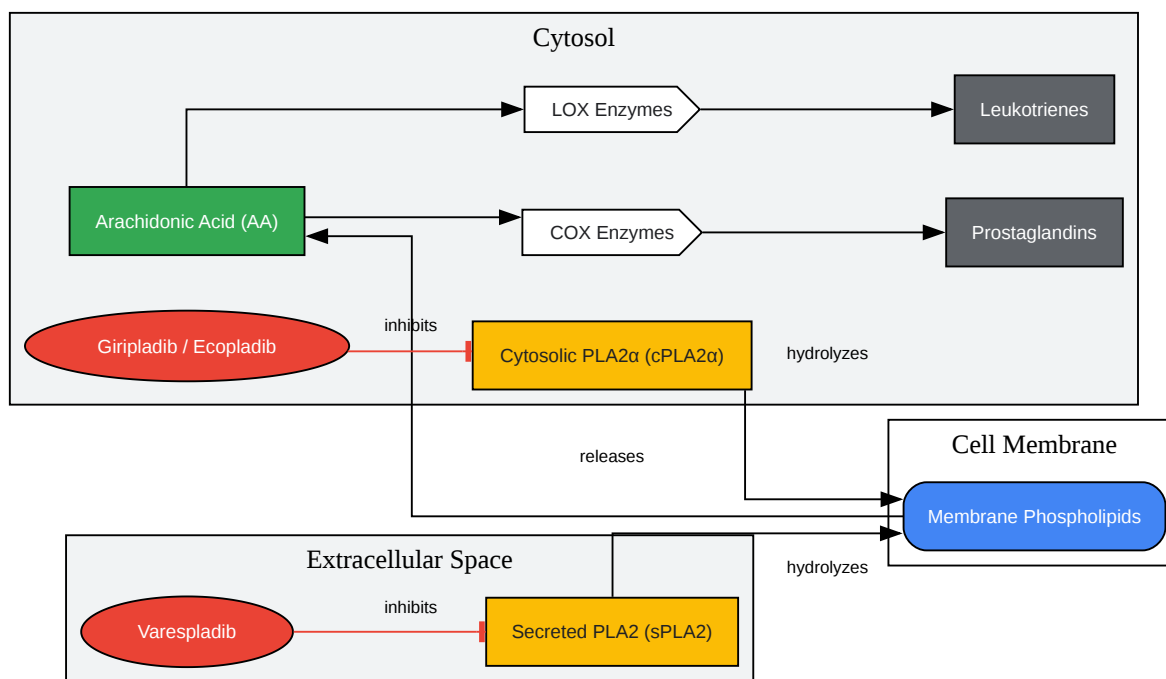 Cytosol
LOX Enzymes
Leukotrienes
Arachidonic Acid (AA)
COX Enzymes
Prostaglandins
inhibits
Giripladib / Ecopladib
Cytosolic PLA2α (cPLA2α)
hydrolyzes
Cell Membrane
releases
Membrane Phospholipids
Extracellular Space
hydrolyzes
inhibits
Varespladib
Secreted PLA2 (sPLA2)